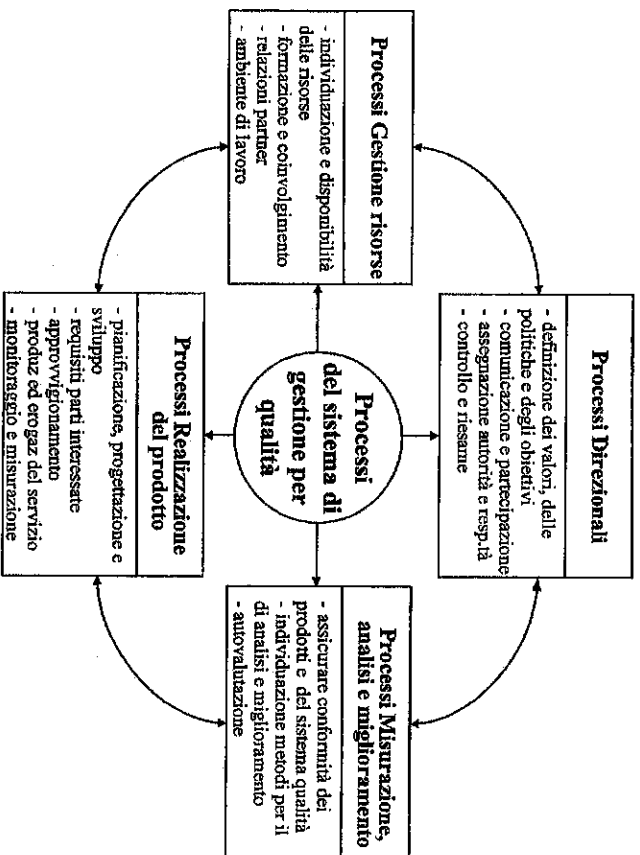 Processi Direzionali
- definizione dei valori, delle
politiche e degli obiettivi
- comunicazione e partecipazione
- assegnazione autorità e resp.tà
- controllo e riesame
Processi Gestione risorse
- individuazione e disponibilità
delle risorse
- formazione e coinvolgimento
- relazioni partner
- ambiente di lavoro
Processi
del sistema di
gestione per
qualità
Processi Misurazione,
analisi e miglioramento
- assicurare conformità dei
prodotti e del sistema qualità
- individuazione metodi per il
di analisi e miglioramento
- autovalutazione
Processi Realizzazione
del prodotto
- pianificazione, progettazione e
sviluppo
- requisiti parti interessate
- approvvigionamento
- produz ed erogaz del servizio
- monitoraggio e misurazione